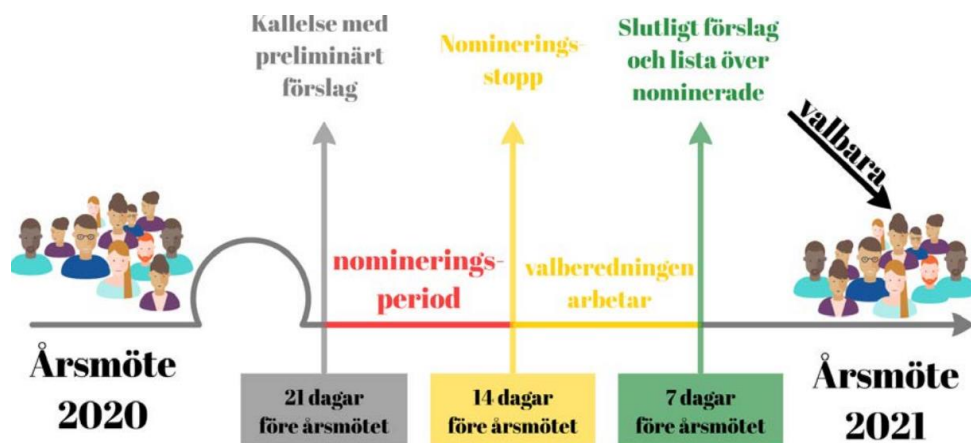 Kallelse med
preliminärt
förslag
Nominerings-
stopp
Slutligt förslag
och lista över
nominerade
valbara
nominerings-
period
valberedningen
arbetar
Årsmöte
2020
21 dagar
före årsmötet
14 dagar
före årsmötet
7 dagar
före årsmötet
Årsmöte
2021